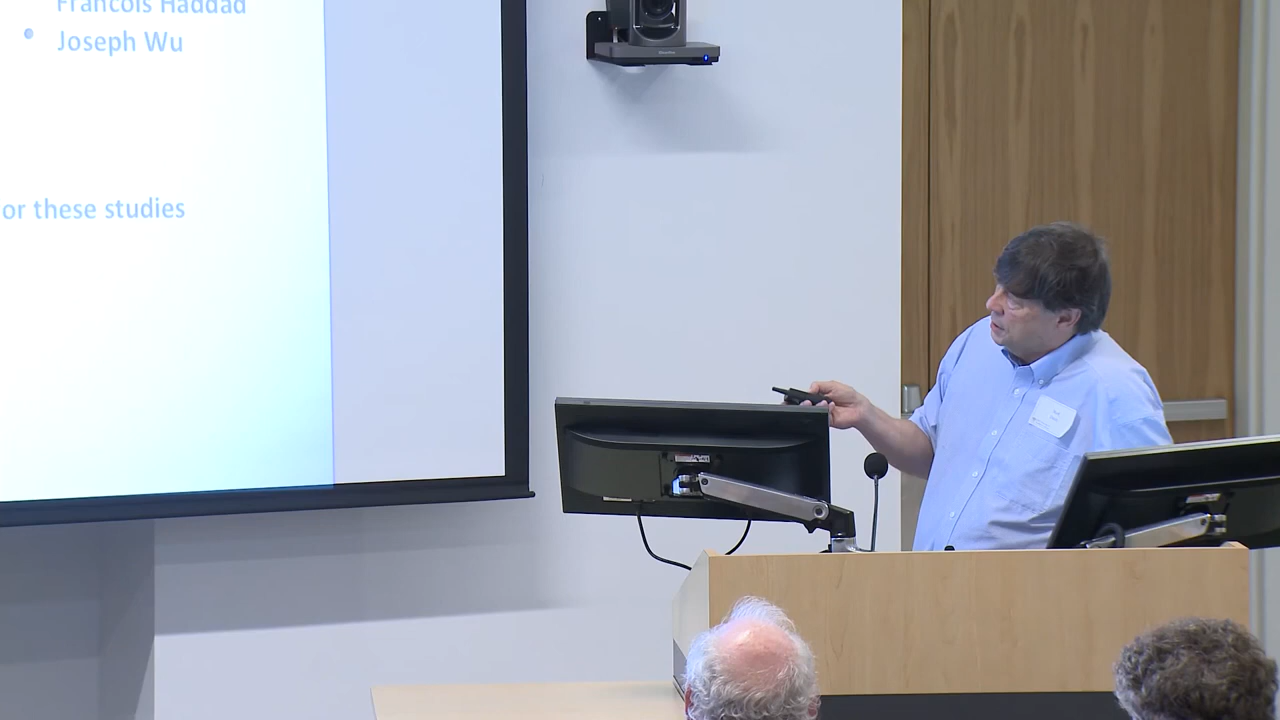 Francois Haddad
• Joseph Wu
or these studies